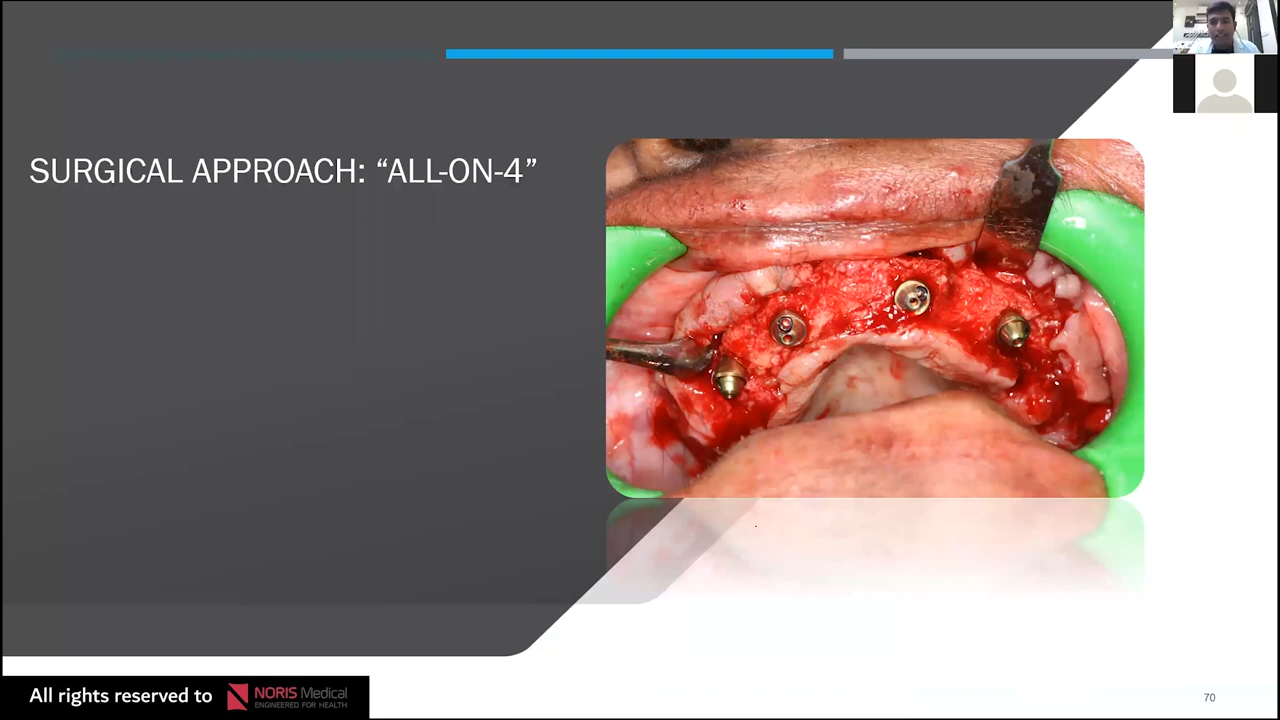 SURGICAL APPROACH: “ALL-ON-4”
All rights reserved to NORIS Medical
ENGINEERED FOR HEALTH
70